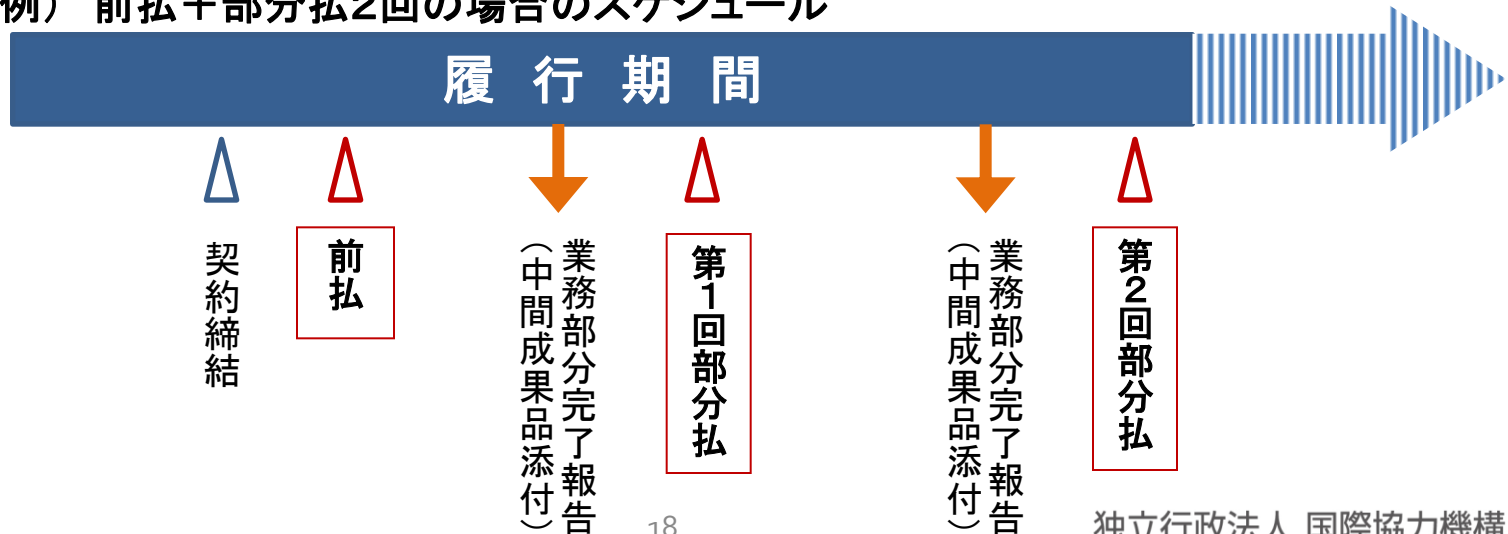 例） 前払＋部分払2回の場合のスケジュール
履 行 期 間
契約締結
前払
業務部分完了報告
（中間成果品添付）
第1回部分払
業務部分完了報告
（中間成果品添付）
第2回部分払
18
独立行政法人 国際協力機構